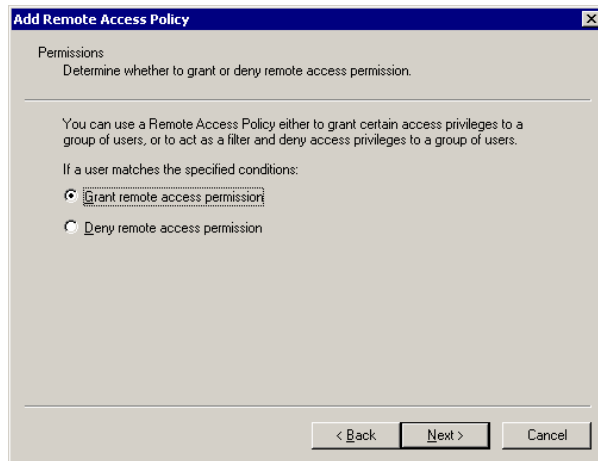 Add Remote Access Policy
Permissions
Determine whether to grant or deny remote access permission.
You can use a Remote Access Policy either to grant certain access privileges to a
group of users, or to act as a filter and deny access privileges to a group of users.
If a user matches the specified conditions:
Grant remote access permission
Deny remote access permission
< Back Next > Cancel